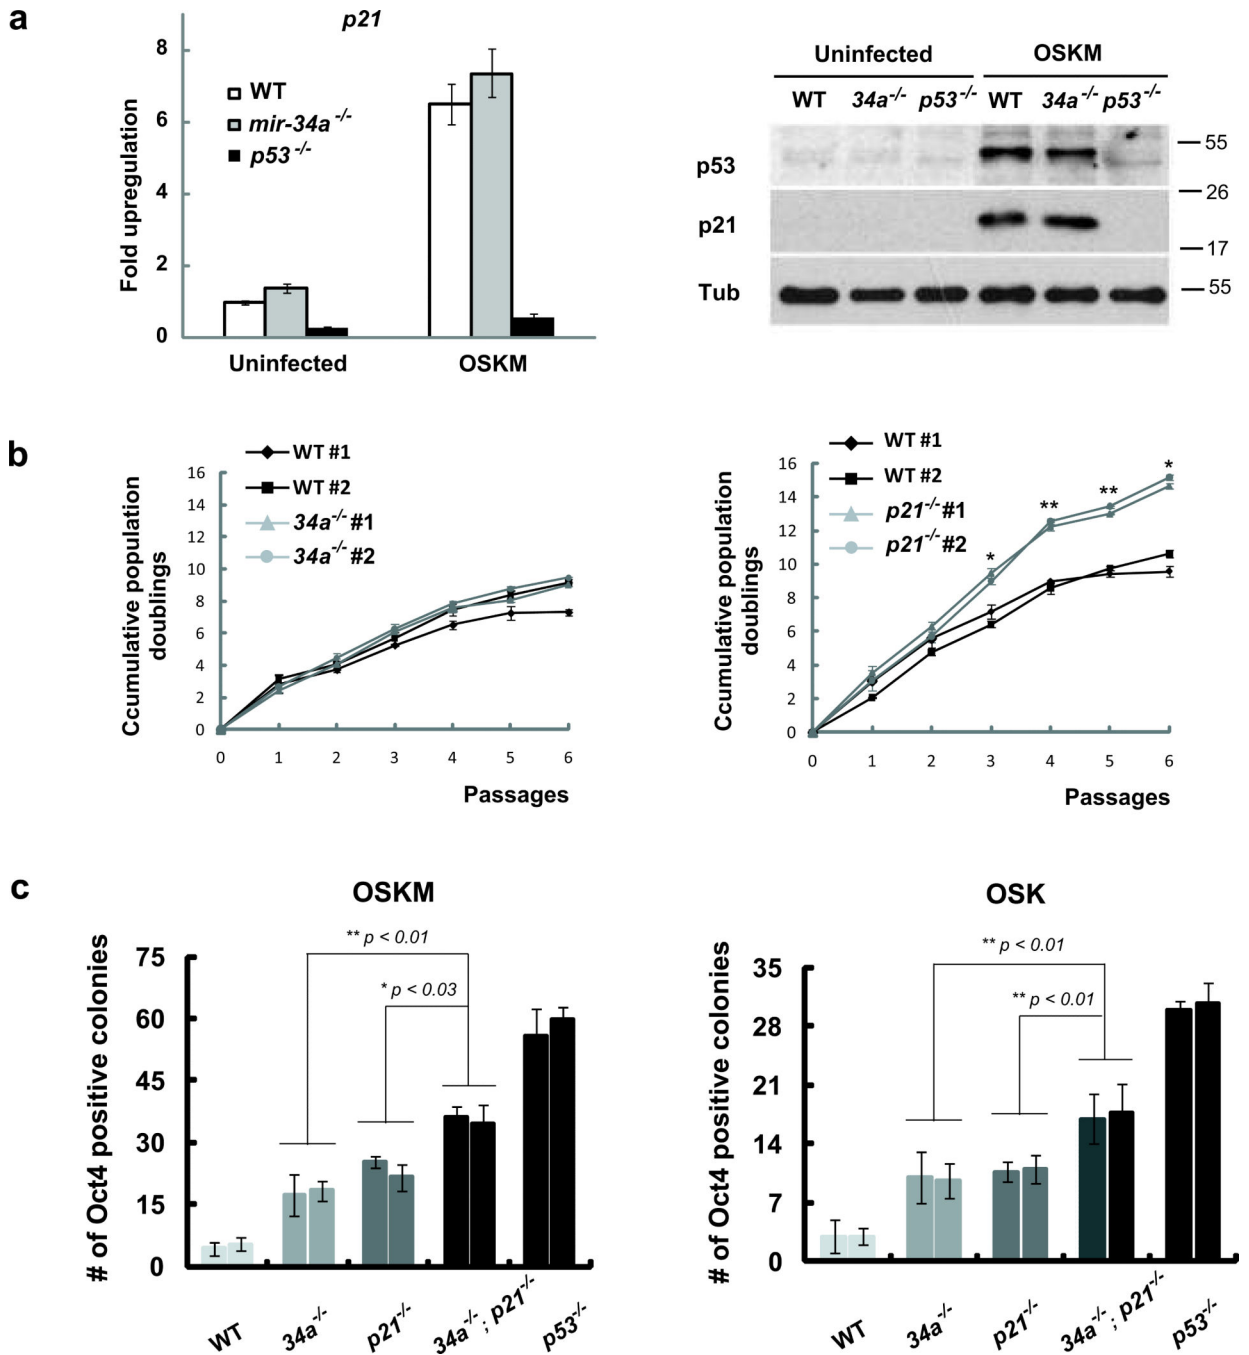 a
p21
8
6
4
2
0
Fold upregulation
WT
mir-34a -/-
p53 -/-
Uninfected
OSKM
Uninfected OSKM
WT 34a-/- p53-/- WT 34a-/- p53-/-
p53
p21
Tub
55
26
17
55
b
WT #1
WT #2
34a-/- #1
34a-/- #2
Ccumulative population
doublings
16
14
12
10
8
6
4
2
0
0 1 2 3 4 5 6
Passages
WT #1
WT #2
p21-/-#1
p21-/-#2
Ccumulative population
doublings
16
14
12
10
8
6
4
2
0
* ** ** *
0 1 2 3 4 5 6
Passages
c
OSKM
# of Oct4 positive colonies
75
60
45
30
15
0
** p < 0.01
* p < 0.03
WT 34a-/- p21-/- 34a-/-; p21-/- p53-/-
OSK
# of Oct4 positive colonies
35
28
21
14
7
0
** p < 0.01
** p < 0.01
WT 34a-/- p21-/- 34a-/-; p21-/- p53-/-